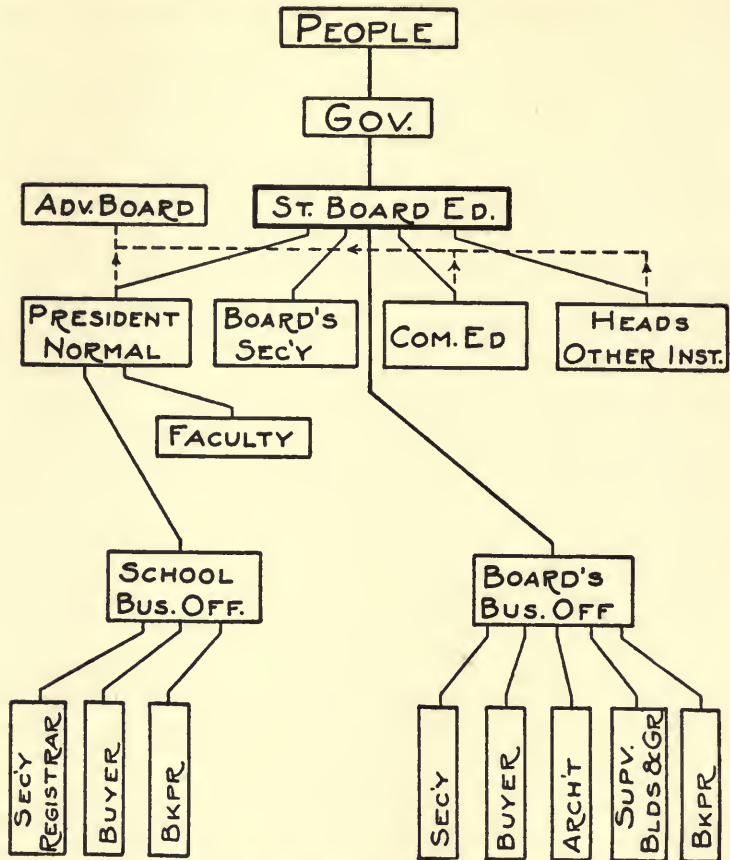 PEOPLE
GOV.
ADV. BOARD
ST. BOARD ED.
PRESIDENT
NORMAL
BOARD'S
SEC'Y
COM. ED
HEADS
OTHER INST.
FACULTY
SCHOOL
BUS. OFF.
BOARD'S
BUS. OFF
SEC'Y
REGISTRAR
BUYER
BKPR
SEC'Y
BUYER
ARCH'T
SUPV.
BLDS & GR
BKPR